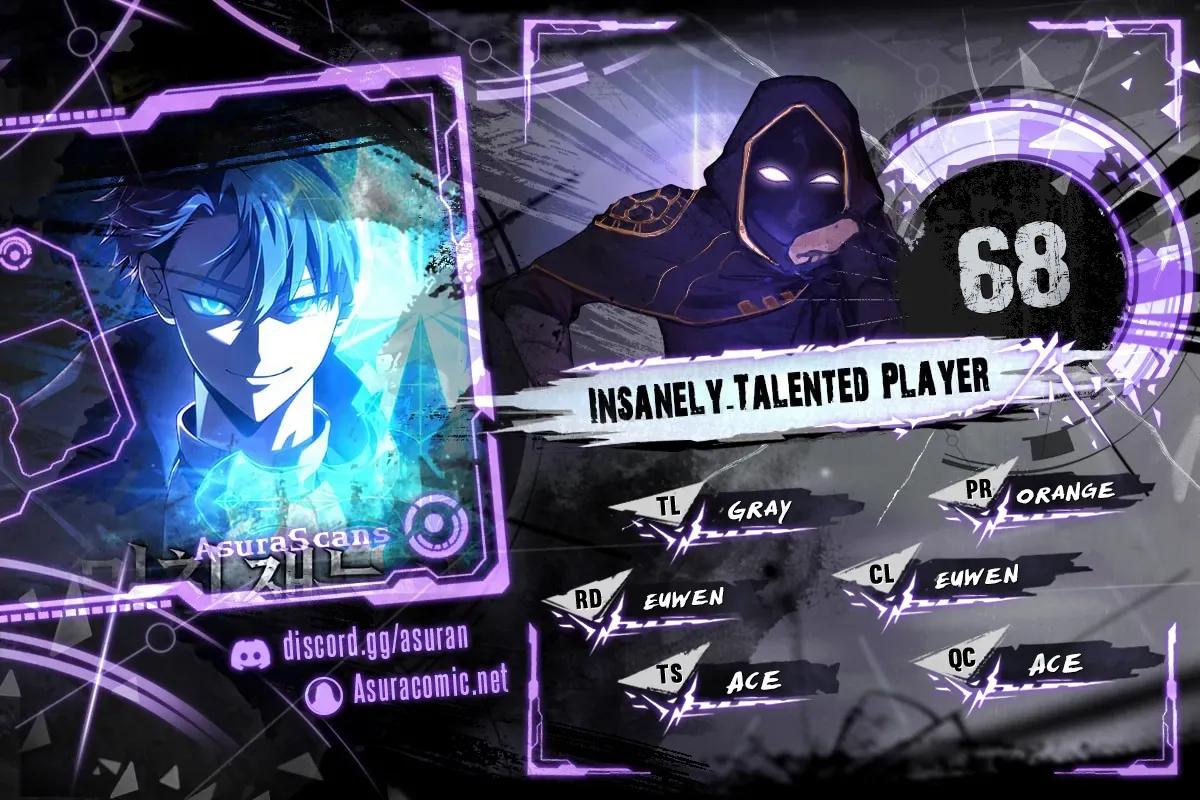 68
INSANELY-TALENTED PLAYER
TL GRAY
PR ORANGE
RD EUWEN
CL EUWEN
TS ACE
QC ACE
AsuraScans
discord.gg/asuran
Asuracomic.net